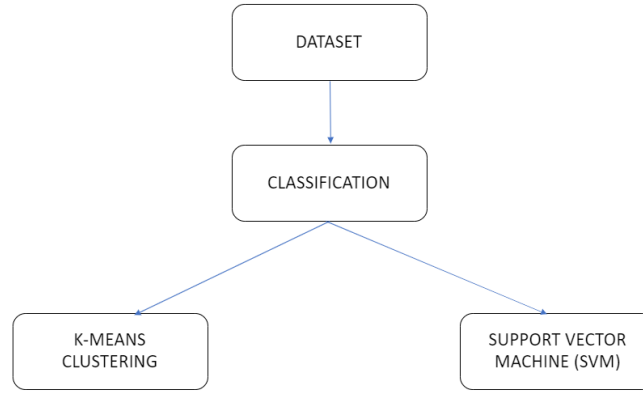 DATASET
CLASSIFICATION
K-MEANS
CLUSTERING
SUPPORT VECTOR
MACHINE (SVM)